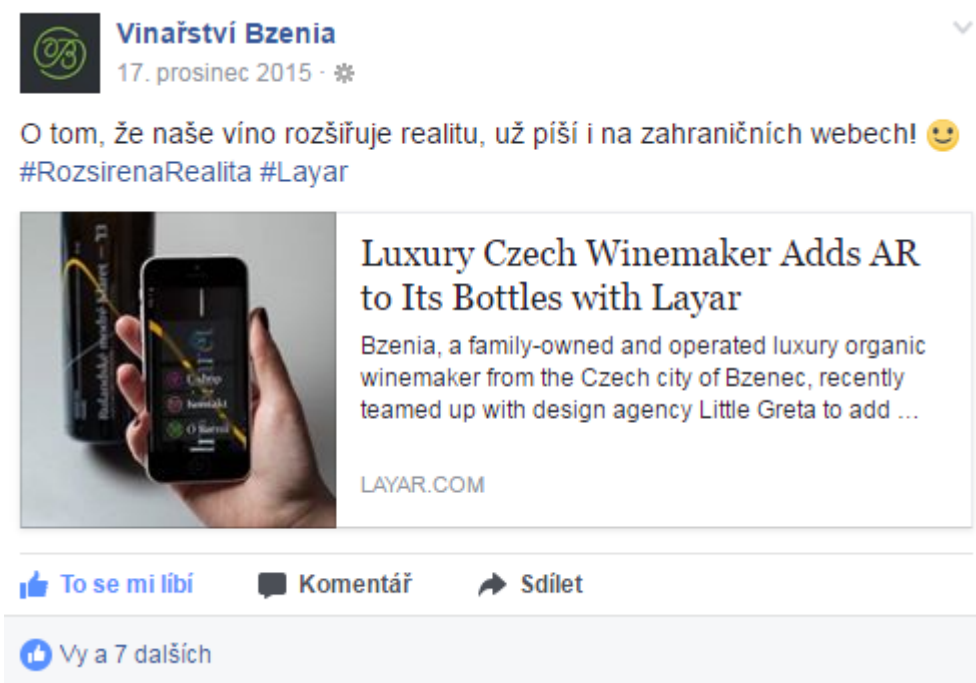 Vinařství Bzenia
17. prosinec 2015 ·
O tom, že naše víno rozšiřuje realitu, už píší i na zahraničních webech!
#RozsirenaRealita #Layar
Luxury Czech Winemaker Adds AR
to Its Bottles with Layar
Bzenia, a family-owned and operated luxury organic
winemaker from the Czech city of Bzenec, recently
teamed up with design agency Little Greta to add ...
LAYAR.COM
Eshop
Kontakt
To se mi líbí
Komentář
Sdílet
Vy a 7 dalších